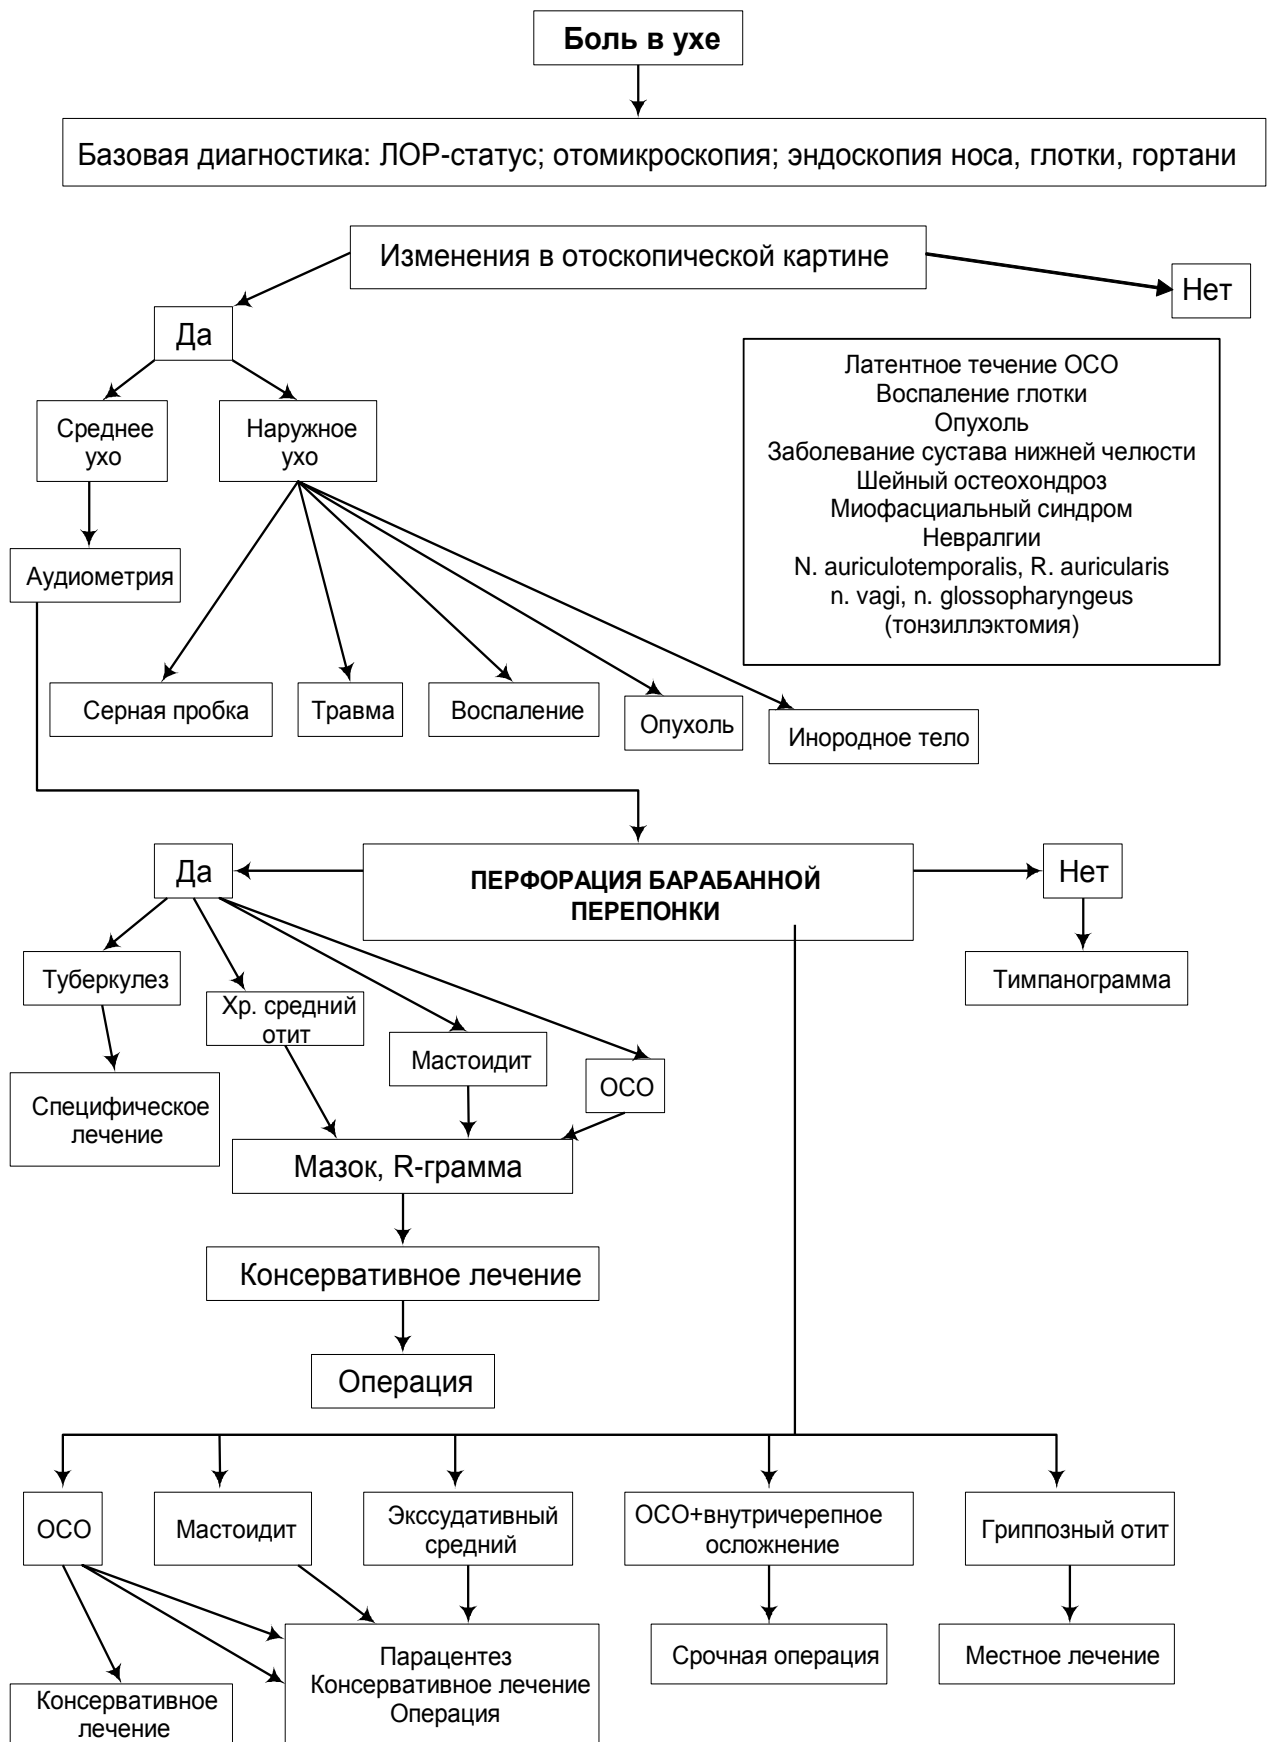 Боль в ухе
Базовая диагностика: ЛОР-статус; отомикроскопия; эндоскопия носа, глотки, гортани
Изменения в отоскопической картине
Нет
Да
Латентное течение ОСО
Воспаление глотки
Опухоль
Заболевание сустава нижней челюсти
Шейный остеохондроз
Миофасциальный синдром
Невралгии
N. auriculotemporalis, R. auricularis
n. vagi, n. glossopharyngeus
(тонзиллэктомия)
Среднее
ухо
Наружное
ухо
Аудиометрия
Серная пробка
Травма
Воспаление
Опухоль
Инородное тело
Да
ПЕРФОРАЦИЯ БАРАБАННОЙ
ПЕРЕПОНКИ
Нет
Туберкулез
Хр. средний
отит
Мастоидит
ОСО
Тимпанограмма
Специфическое
лечение
Мазок, R-грамма
Консервативное лечение
Операция
ОСО
Мастоидит
Экссудативный
средний
ОСО+внутричерепное
осложнение
Гриппозный отит
Консервативное
лечение
Парацентез
Консервативное лечение
Операция
Срочная операция
Местное лечение